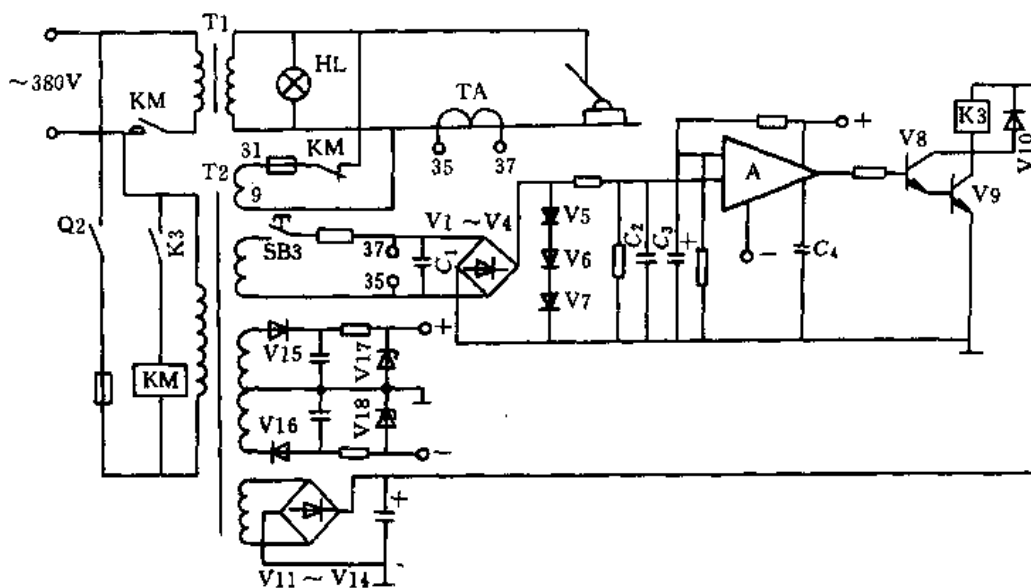 T1
HL
~380V
KM
TA
35
37
31
KM
T2
9
Q2
K3
SB3
V1～V4
37
35
C1
V5
V6
V7
C2
C3
+
A
+
-
C4
V8
V9
K3
V10
KM
V15
V17
+
V16
V18
-
+
V11～V14